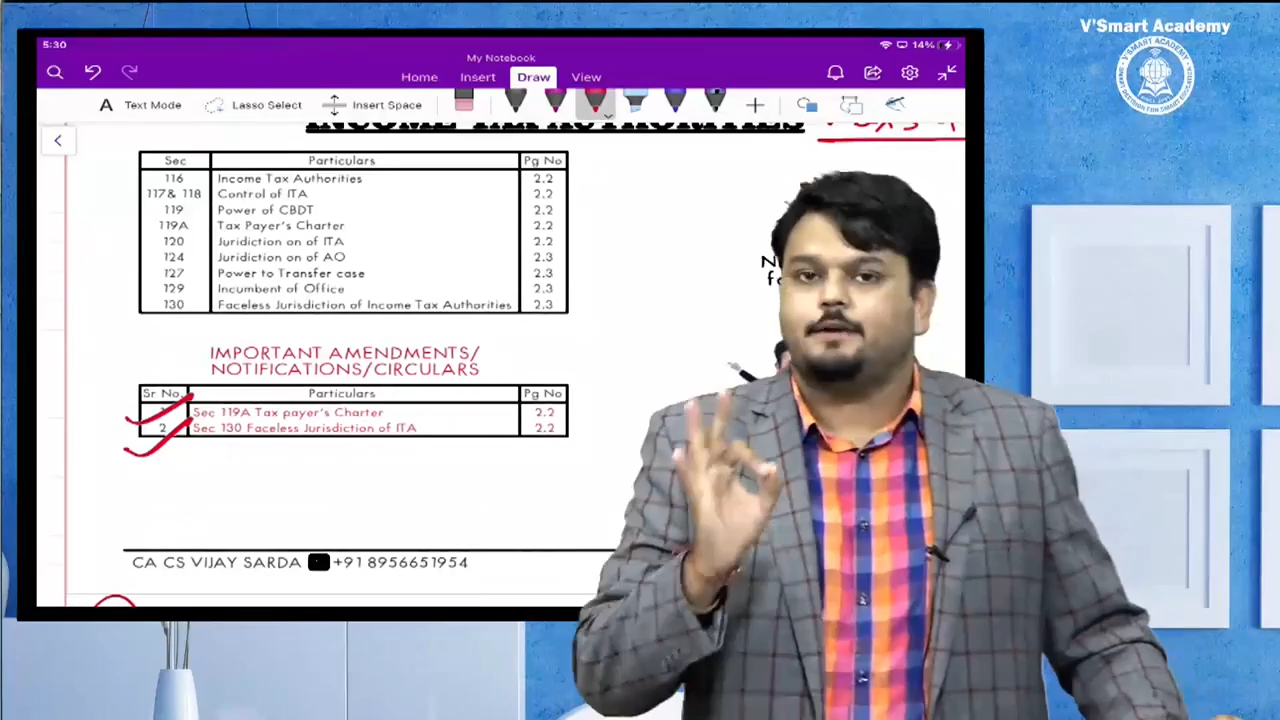 V'Smart Academy
5:30
14%
My Notebook
Home Insert Draw View
A Text Mode Lasso Select Insert Space
INCOME TAX AUTHORITIES
Sec Particulars Pg No
116 Income Tax Authorities 2.2
117& 118 Control of ITA 2.2
119 Power of CBDT 2.2
119A Tax Payer's Charter 2.2
120 Juridiction on of ITA 2.2
124 Juridiction on of AO 2.3
127 Power to Transfer case 2.3
129 Incumbent of Office 2.3
130 Faceless Jurisdiction of Income Tax Authorities 2.3
IMPORTANT AMENDMENTS/
NOTIFICATIONS/CIRCULARS
Sr No. Particulars Pg No
Sec 119A Tax payer's Charter 2.2
2 Sec 130 Faceless Jurisdiction of ITA 2.2
CA CS VIJAY SARDA +91 8956651954